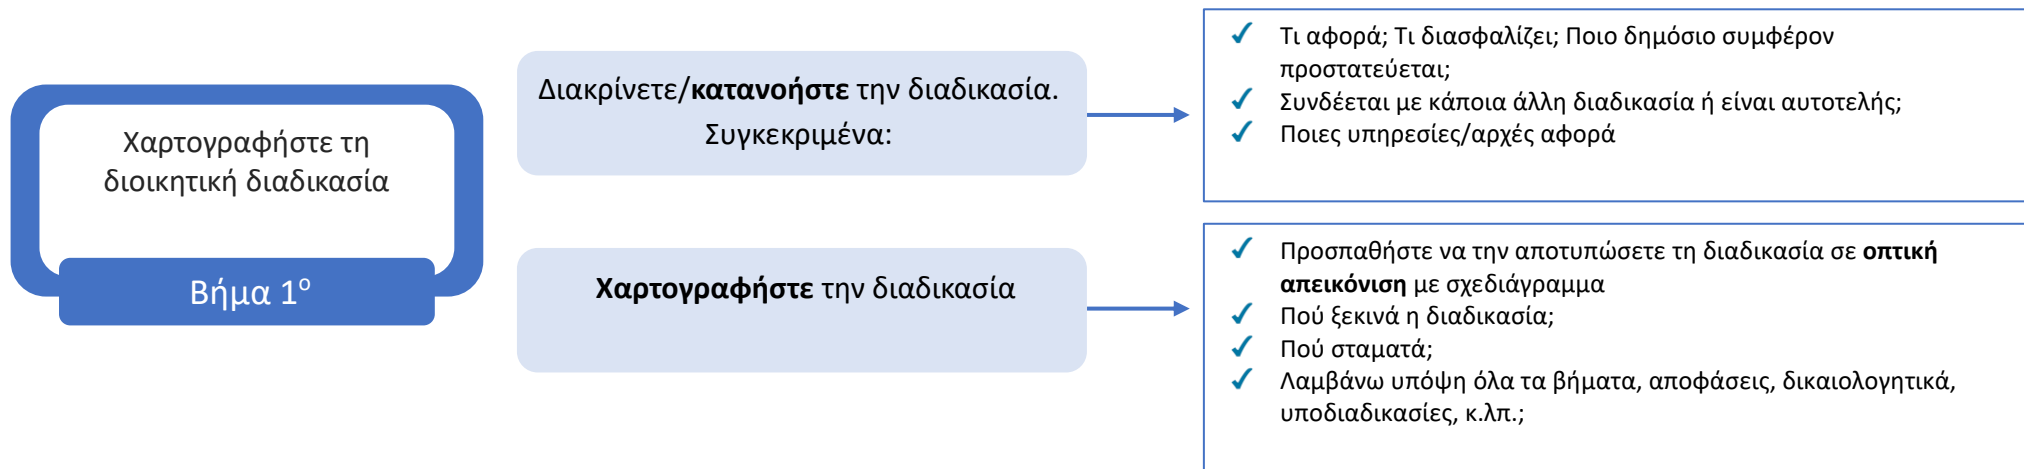 Χαρτογραφήστε τη
διοικητική διαδικασία
Βήμα 1ο
Διακρίνετε/κατανοήστε την διαδικασία.
Συγκεκριμένα:
✓ Τι αφορά; Τι διασφαλίζει; Ποιο δημόσιο συμφέρον
προστατεύεται;
✓ Συνδέεται με κάποια άλλη διαδικασία ή είναι αυτοτελής;
✓ Ποιες υπηρεσίες/αρχές αφορά
Χαρτογραφήστε την διαδικασία
✓ Προσπαθήστε να την αποτυπώσετε τη διαδικασία σε οπτική
απεικόνιση με σχεδιάγραμμα
✓ Πού ξεκινά η διαδικασία;
✓ Πού σταματά;
✓ Λαμβάνω υπόψη όλα τα βήματα, αποφάσεις, δικαιολογητικά,
υποδιαδικασίες, κ.λπ.;